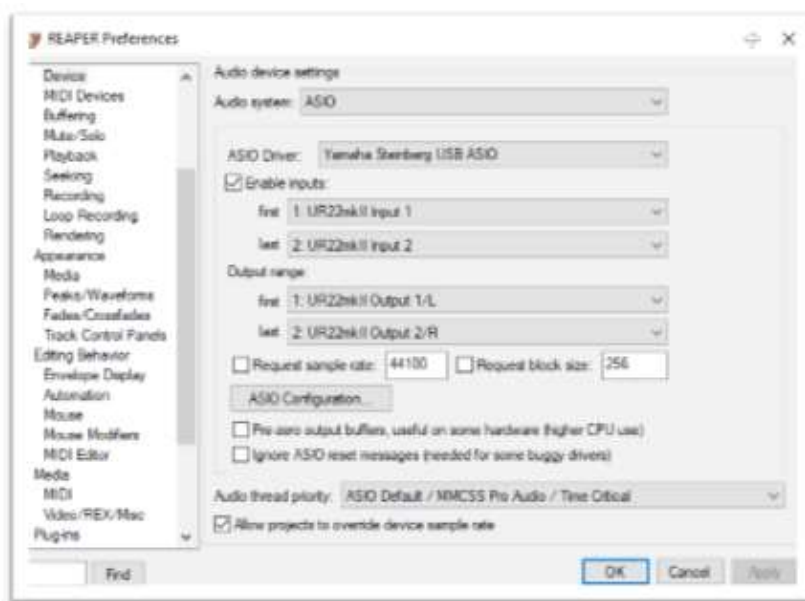 REAPER Preferences
Device
MIDI Devices
Buffering
Mute/Solo
Playback
Seeking
Recording
Loop Recording
Rendering
Appearance
Media
Peaks/Waveforms
Fades/Crossfades
Track Control Panels
Editing Behavior
Envelope Display
Automation
Mouse
Mouse Modifiers
MIDI Editor
Media
MIDI
Video/REX/Misc
Plug-ins
Find
Audio device settings
Audio system: ASIO
ASIO Driver: Yamaha Steinberg USB ASIO
Enable inputs:
first 1: UR22mkII Input 1
last 2: UR22mkII Input 2
Output range:
first 1: UR22mkII Output 1/L
last 2: UR22mkII Output 2/R
Request sample rate: 44100 Request block size: 256
ASIO Configuration...
Pre-zero output buffers, useful on some hardware (higher CPU use)
Ignore ASIO reset messages (needed for some buggy drivers)
Audio thread priority: ASIO Default / MMCSS Pro Audio / Time Critical
Allow projects to override device sample rate
OK Cancel Apply